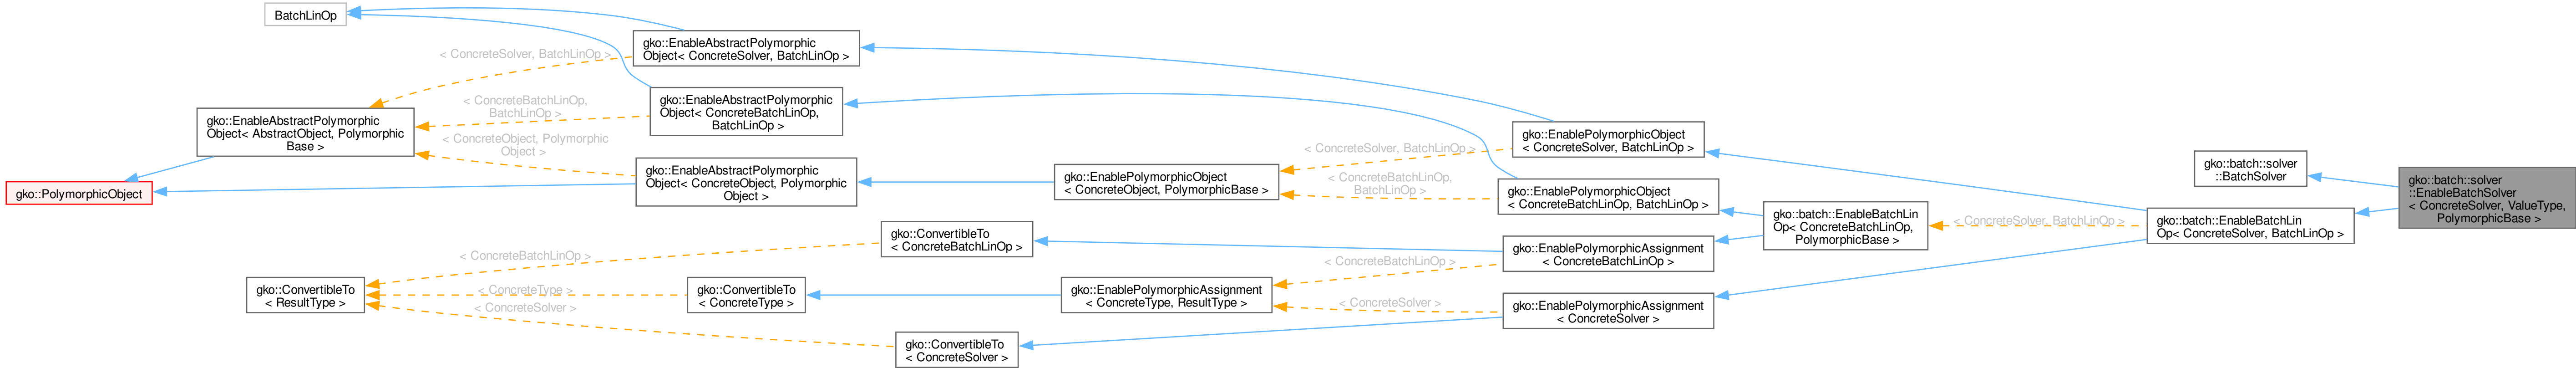 BatchLinOp
gko::EnableAbstractPolymorphic
Object< ConcreteSolver, BatchLinOp >
< ConcreteSolver, BatchLinOp >
gko::EnableAbstractPolymorphic
Object< ConcreteBatchLinOp,
BatchLinOp >
< ConcreteBatchLinOp,
BatchLinOp >
gko::EnableAbstractPolymorphic
Object< AbstractObject, Polymorphic
Base >
< ConcreteObject, Polymorphic
Object >
gko::EnableAbstractPolymorphic
Object< ConcreteObject, Polymorphic
Object >
gko::PolymorphicObject
gko::EnablePolymorphicObject
< ConcreteObject, PolymorphicBase >
< ConcreteSolver, BatchLinOp >
< ConcreteBatchLinOp,
BatchLinOp >
gko::EnablePolymorphicObject
< ConcreteSolver, BatchLinOp >
gko::EnablePolymorphicObject
< ConcreteBatchLinOp, BatchLinOp >
gko::batch::EnableBatchLin
Op< ConcreteBatchLinOp,
PolymorphicBase >
< ConcreteSolver, BatchLinOp >
gko::batch::solver
::BatchSolver
gko::batch::EnableBatchLin
Op< ConcreteSolver, BatchLinOp >
gko::batch::solver
::EnableBatchSolver
< ConcreteSolver, ValueType,
PolymorphicBase >
gko::ConvertibleTo
< ConcreteBatchLinOp >
gko::EnablePolymorphicAssignment
< ConcreteBatchLinOp >
< ConcreteBatchLinOp >
< ConcreteBatchLinOp >
gko::ConvertibleTo
< ResultType >
< ConcreteType >
gko::ConvertibleTo
< ConcreteType >
gko::EnablePolymorphicAssignment
< ConcreteType, ResultType >
< ConcreteSolver >
< ConcreteSolver >
gko::EnablePolymorphicAssignment
< ConcreteSolver >
gko::ConvertibleTo
< ConcreteSolver >